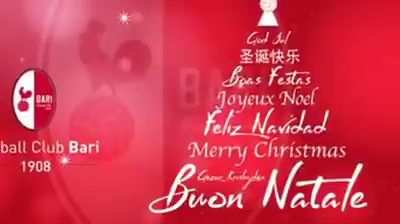 God Jul
圣诞快乐
Boas Festas
BARI
Joyeux Noel
Feliz Navidad
ball Club Bari
Merry Christmas
1908
Buon Natale